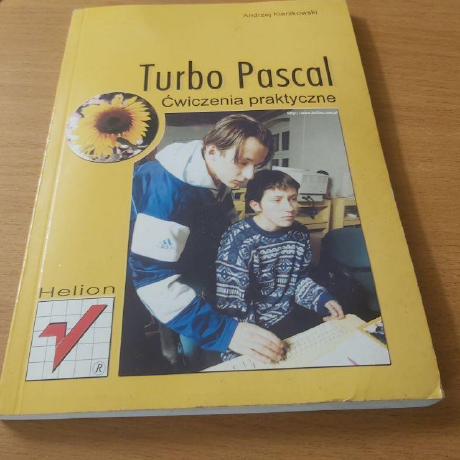 Andrzej Kierzkowski
Turbo Pascal
Ćwiczenia praktyczne
Helion
®